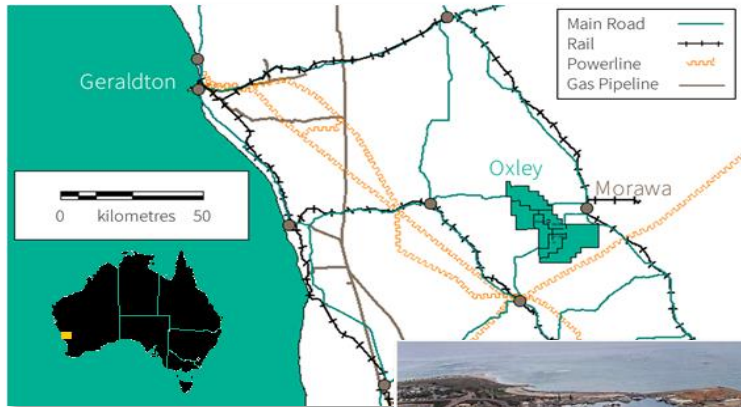 Main Road
Rail
Powerline
Gas Pipeline
Geraldton
Oxley
Morawa
0 kilometres 50